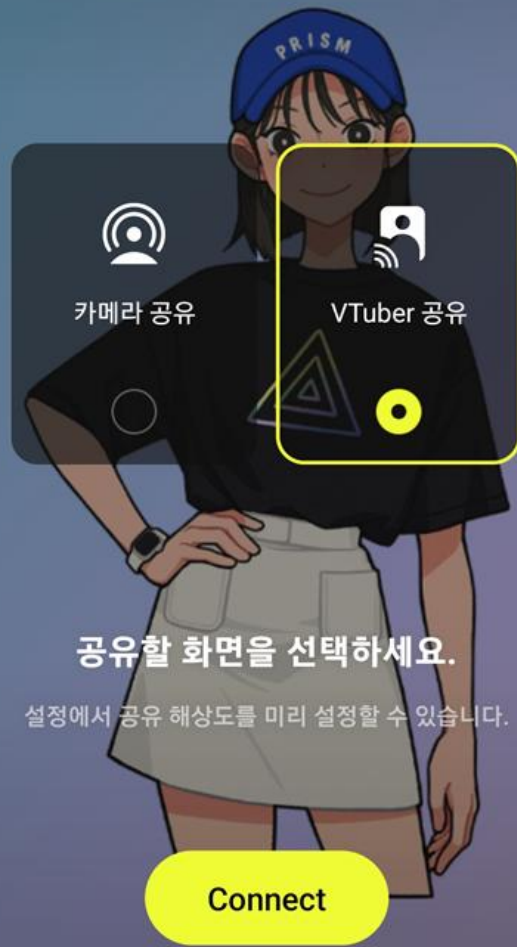 PRISM
카메라 공유
VTuber 공유
공유할 화면을 선택하세요.
설정에서 공유 해상도를 미리 설정할 수 있습니다.
Connect